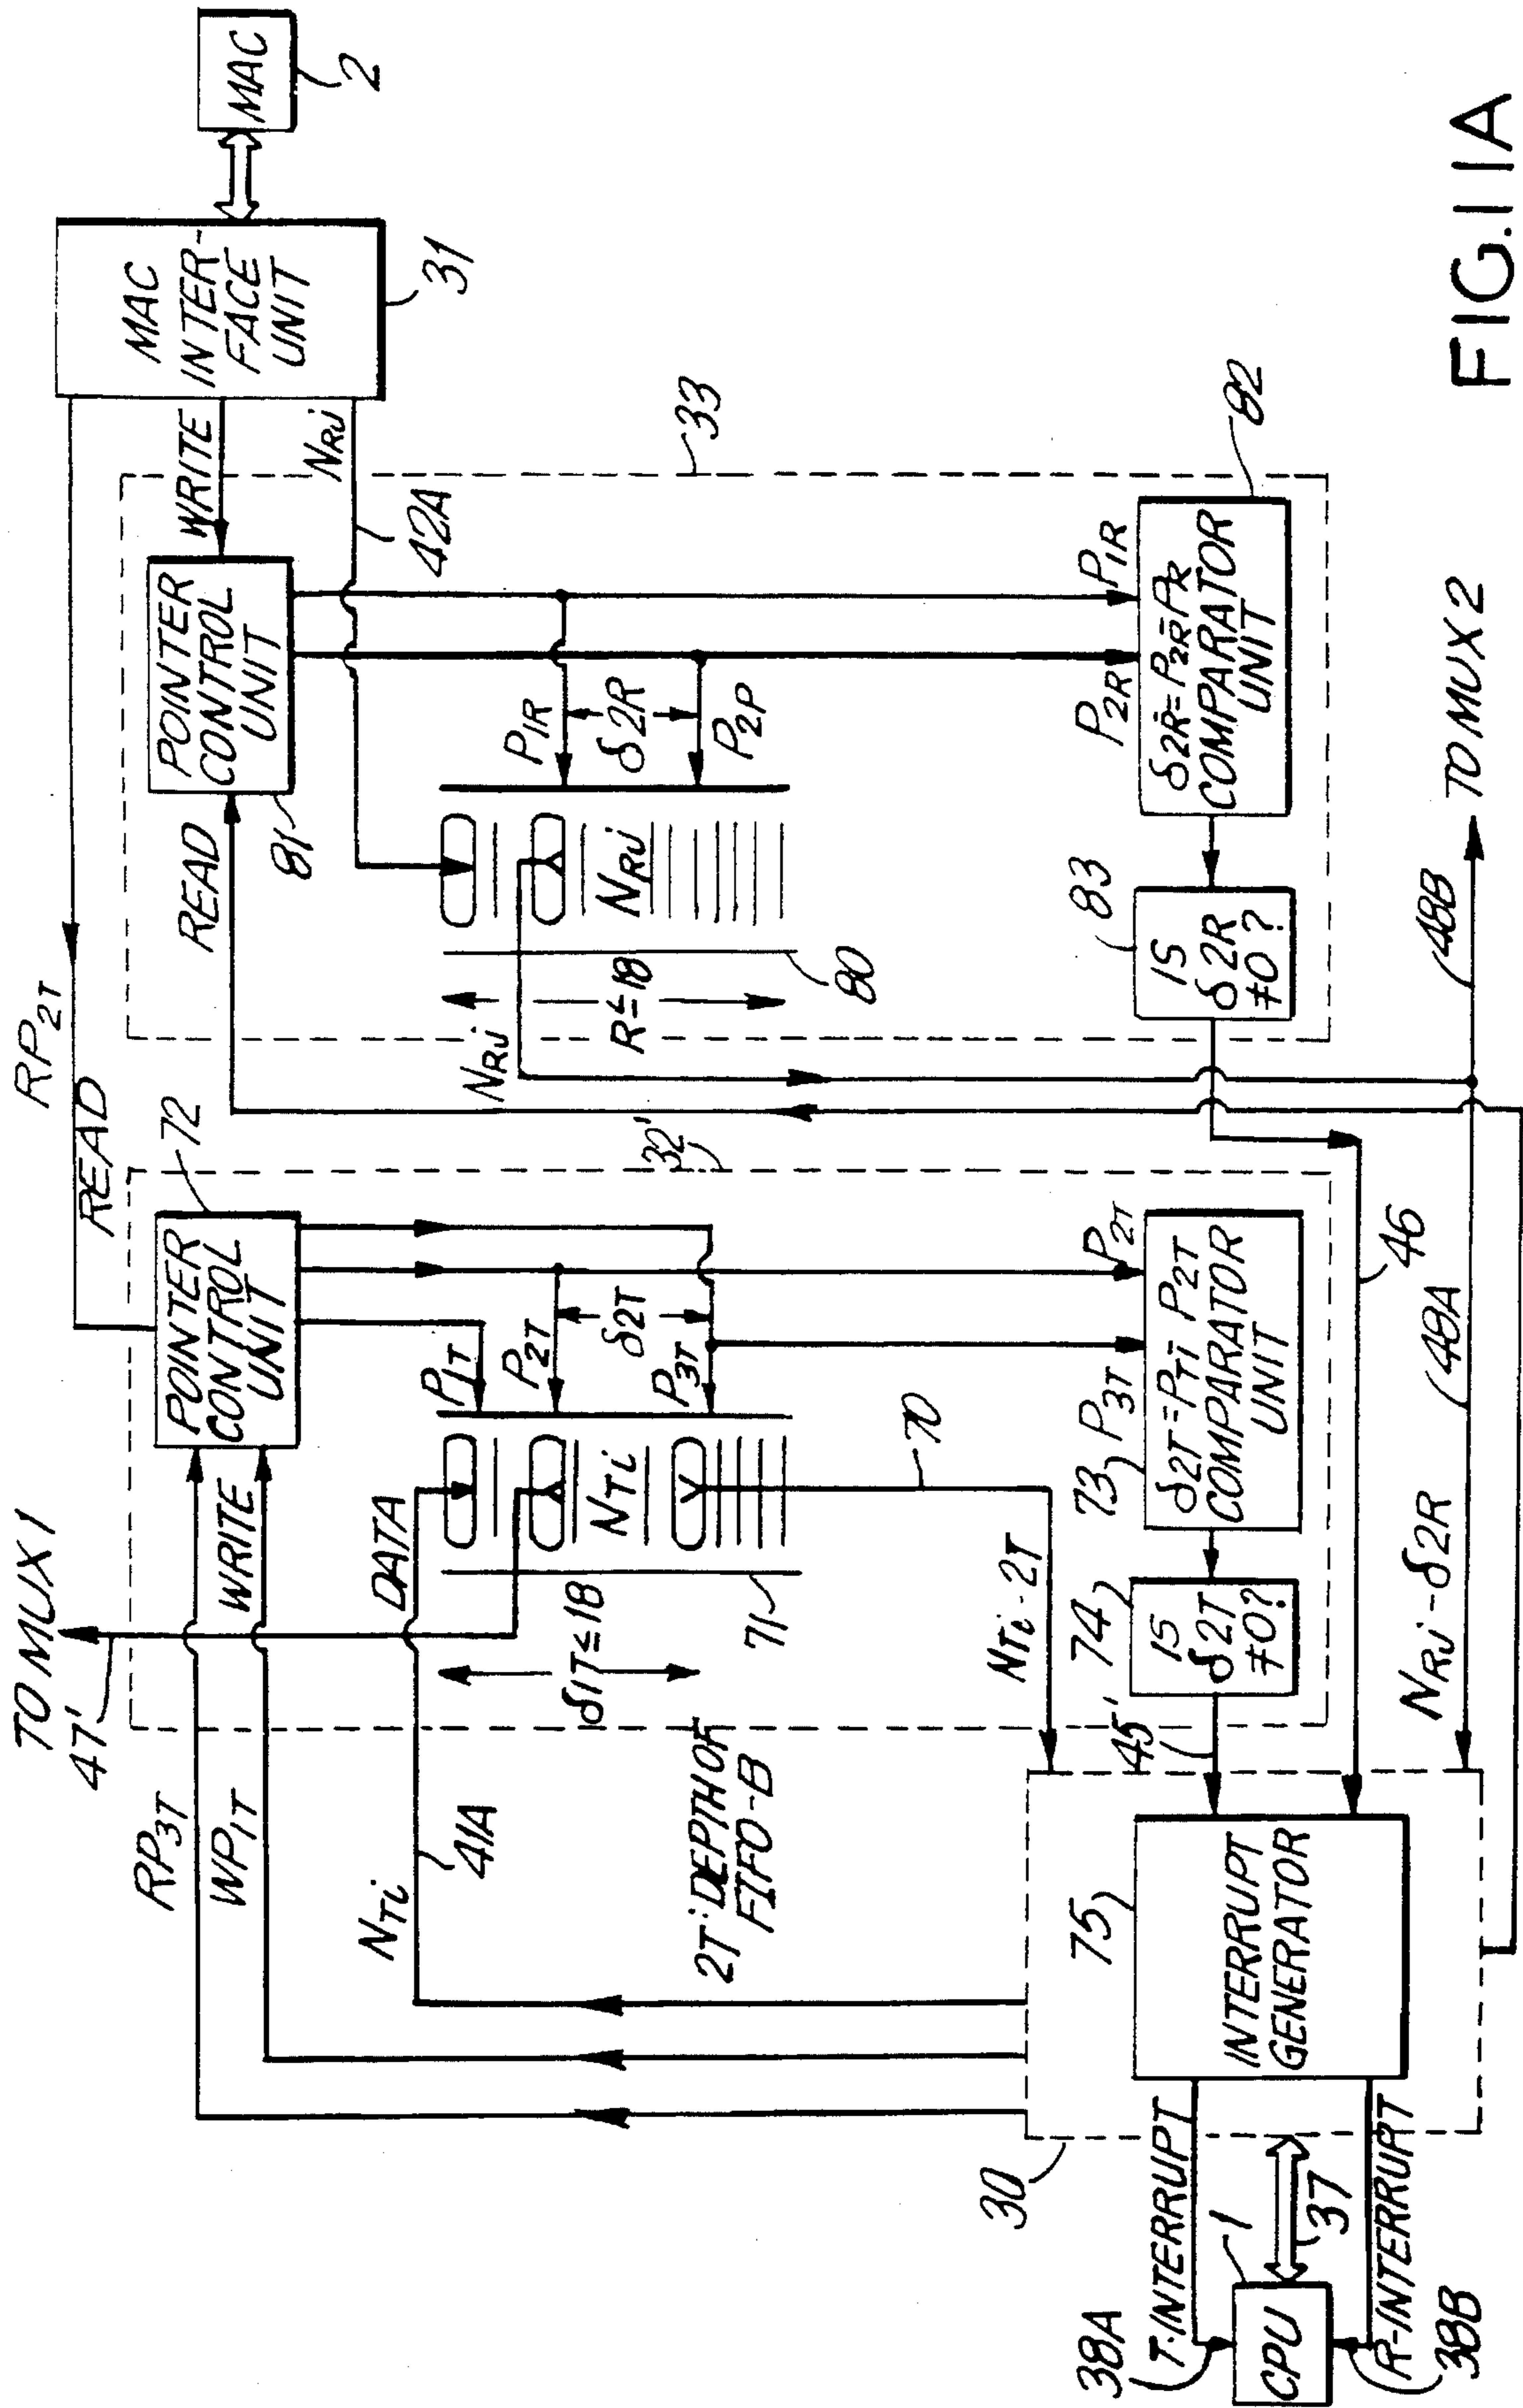 TO MUX 1
47'
RP3T
WP1T
WRITE
READ
RP2T
POINTER
CONTROL
UNIT
72
32'
NTi
41A
DATA
P1T
P2T
P3T
δ2T
NTi
δ1T≤18
71
70
2T: DEPTH OF
FIFO-B
NTi-2T
73
P3T
P2T
δ2T=PTi-P2T
COMPARATOR
UNIT
74
IS
δ2T
≠0?
45'
75
INTERRUPT
GENERATOR
30
T-INTERRUPT
38A
CPU
1
37
R-INTERRUPT
38B
READ
81
POINTER
CONTROL
UNIT
WRITE
NRj
42A
33
MAC
INTER-
FACE
UNIT
31
MAC
2
P1R
δ2R
P2P
NRj
NRj
R≤18
80
P2R
P1R
δ2R=P2R=PR
COMPARATOR
UNIT
82
83
IS
δ2R
≠0?
46
48A
NRj-δ2R
48B
TO MUX 2
FIG. 11A